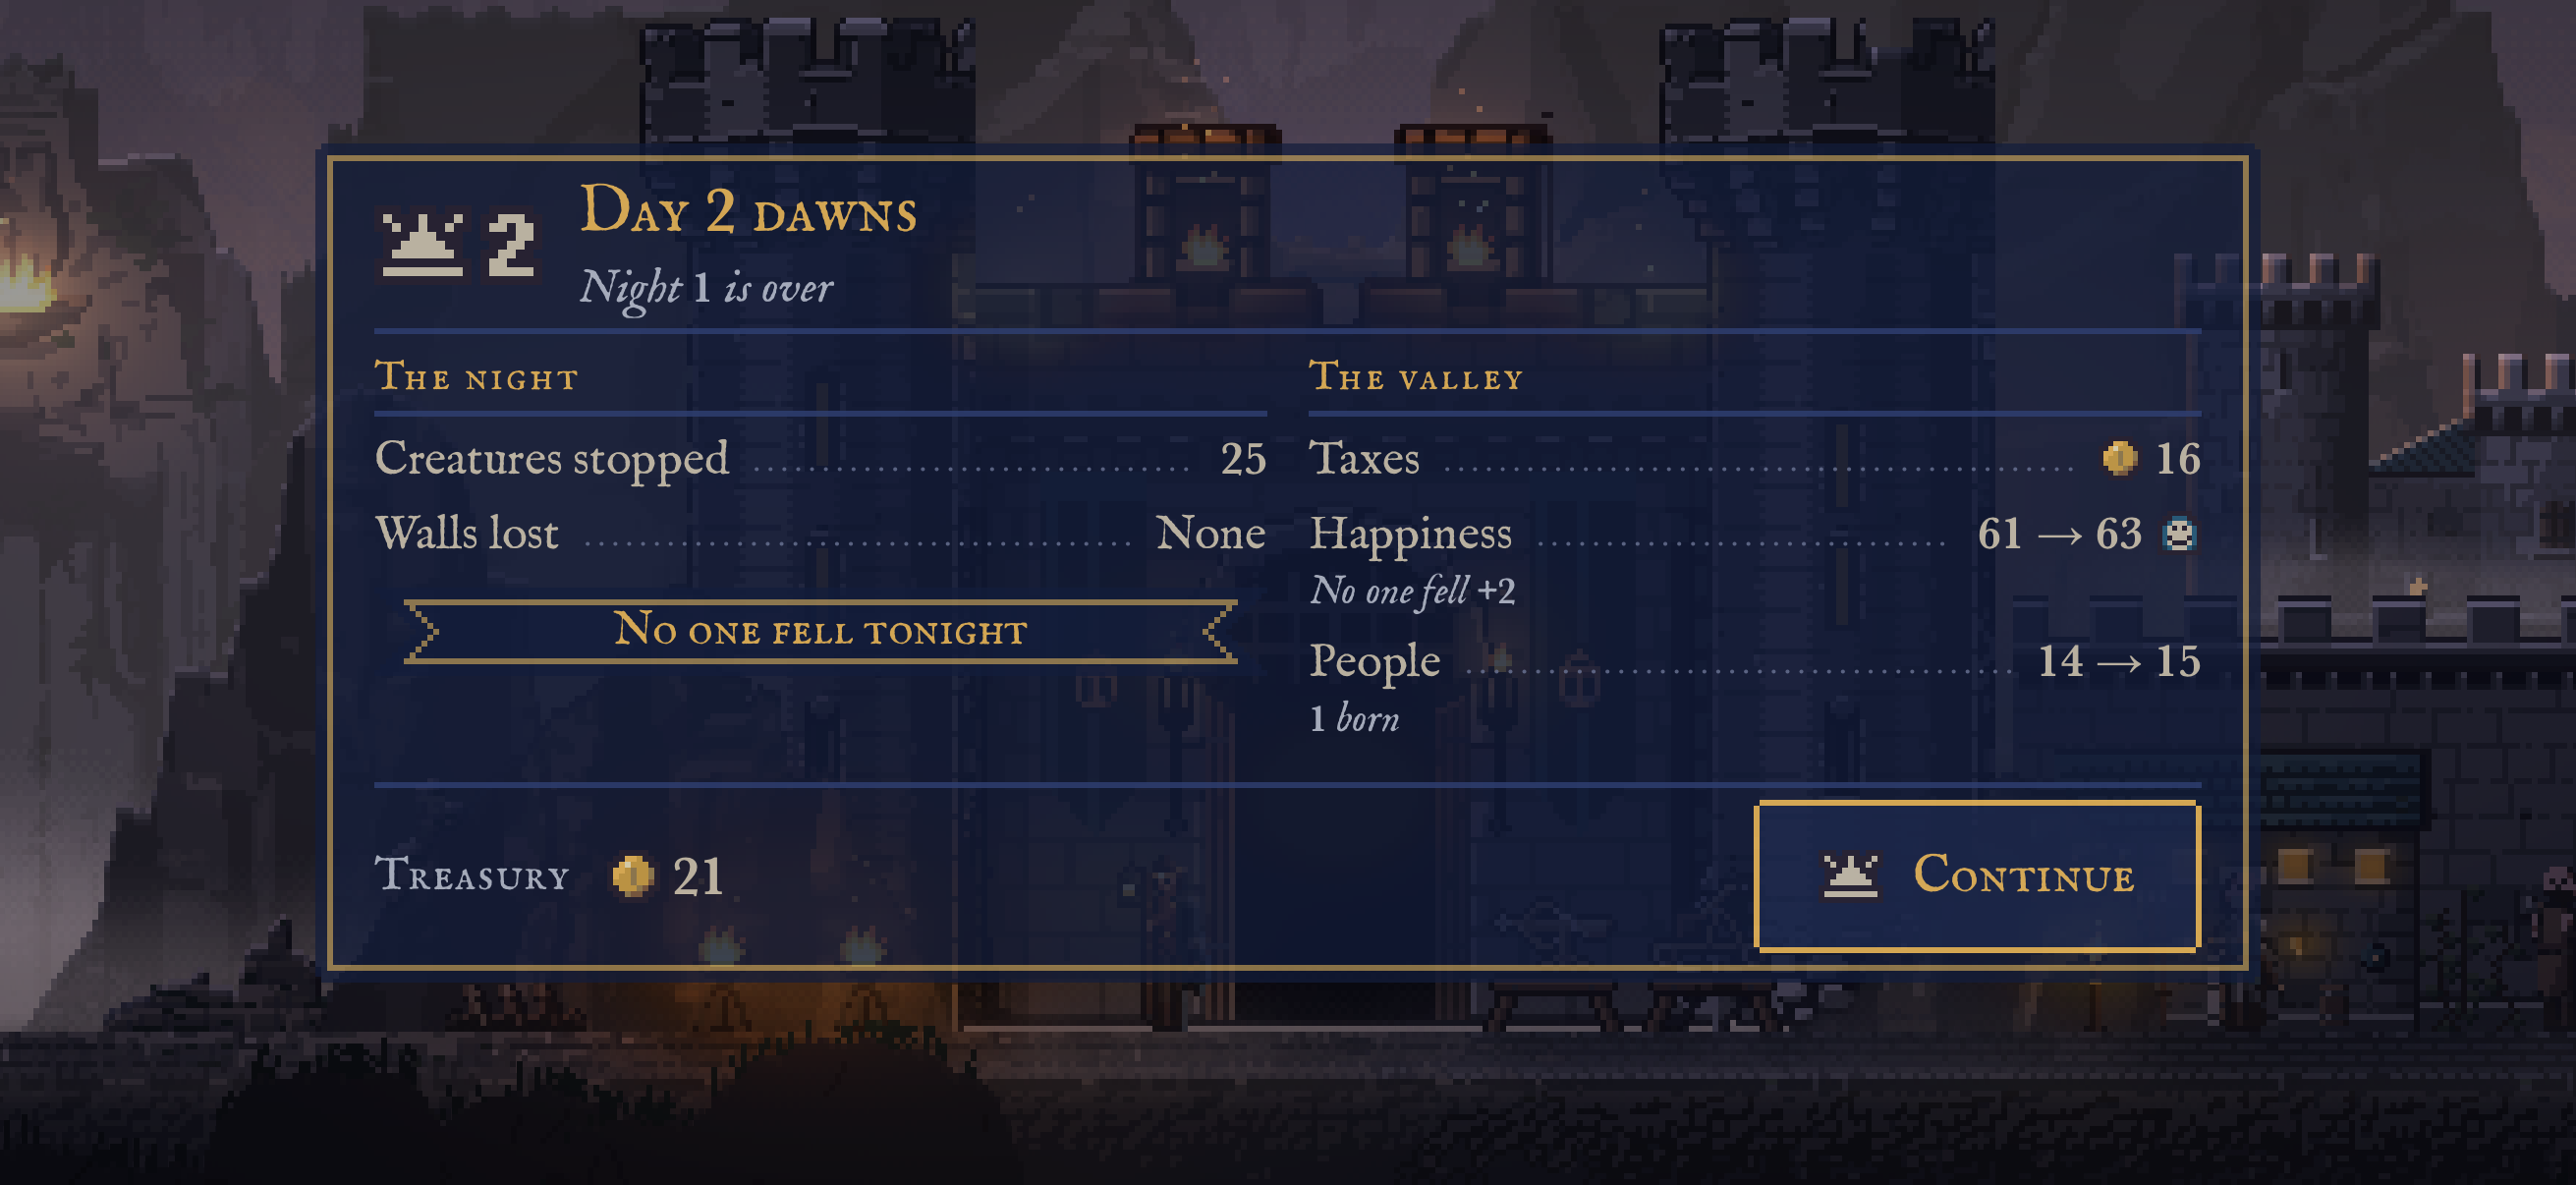 2
Day 2 dawns
Night 1 is over
The night
Creatures stopped 25
Walls lost None
No one fell tonight
The valley
Taxes 16
Happiness 61 → 63
No one fell +2
People 14 → 15
1 born
Treasury 21
Continue